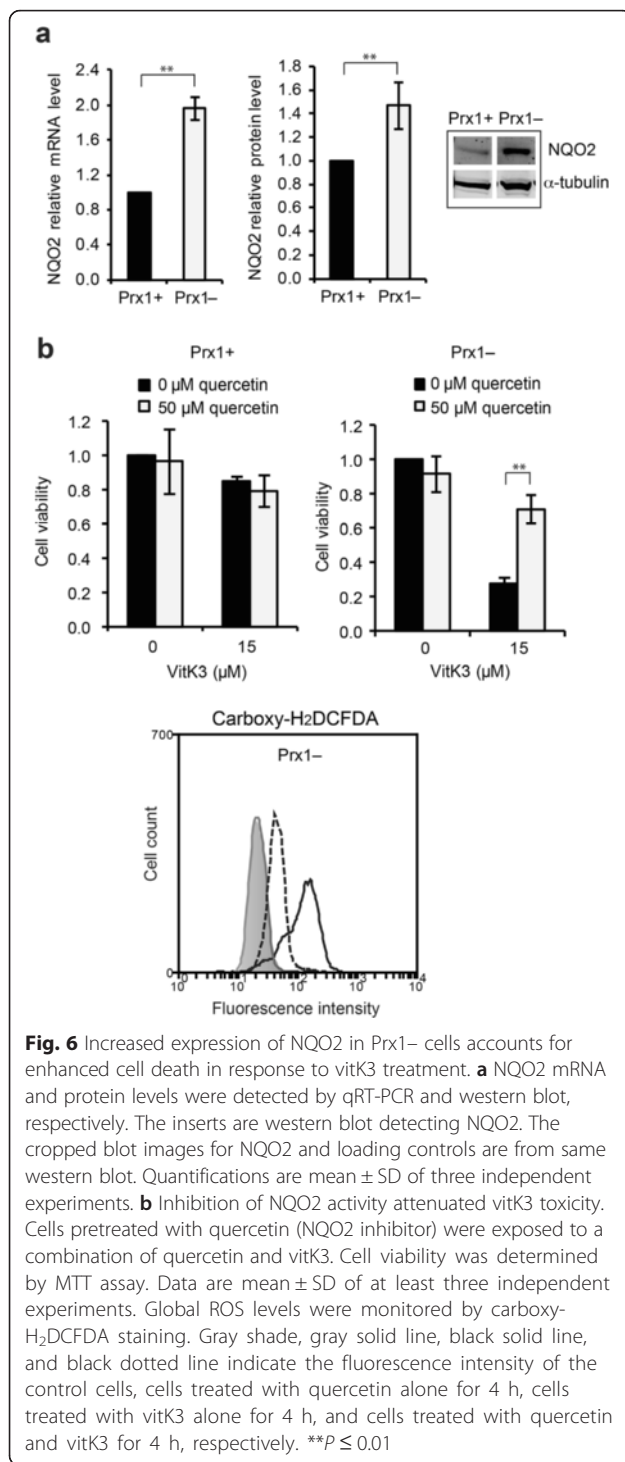 a
2.4
2.0
1.6
1.2
0.8
0.4
0.0
NQO2 relative mRNA level
**
Prx1+ Prx1–
1.8
1.6
1.4
1.2
1.0
0.8
0.6
0.4
0.2
0.0
NQO2 relative protein level
**
Prx1+ Prx1–
Prx1+ Prx1–
NQO2
α-tubulin
b
Prx1+
0 µM quercetin
50 µM quercetin
1.2
1.0
0.8
0.6
0.4
0.2
0.0
Cell viability
0 15
VitK3 (µM)
Prx1–
0 µM quercetin
50 µM quercetin
1.2
1.0
0.8
0.6
0.4
0.2
0.0
Cell viability
**
0 15
VitK3 (µM)
Carboxy-H2DCFDA
700
Prx1–
Cell count
0
10⁰ 10¹ 10² 10³ 10⁴
Fluorescence intensity
Fig. 6 Increased expression of NQO2 in Prx1– cells accounts for
enhanced cell death in response to vitK3 treatment. a NQO2 mRNA
and protein levels were detected by qRT-PCR and western blot,
respectively. The inserts are western blot detecting NQO2. The
cropped blot images for NQO2 and loading controls are from same
western blot. Quantifications are mean ± SD of three independent
experiments. b Inhibition of NQO2 activity attenuated vitK3 toxicity.
Cells pretreated with quercetin (NQO2 inhibitor) were exposed to a
combination of quercetin and vitK3. Cell viability was determined
by MTT assay. Data are mean ± SD of at least three independent
experiments. Global ROS levels were monitored by carboxy-
H₂DCFDA staining. Gray shade, gray solid line, black solid line,
and black dotted line indicate the fluorescence intensity of the
control cells, cells treated with quercetin alone for 4 h, cells
treated with vitK3 alone for 4 h, and cells treated with quercetin
and vitK3 for 4 h, respectively. **P ≤ 0.01